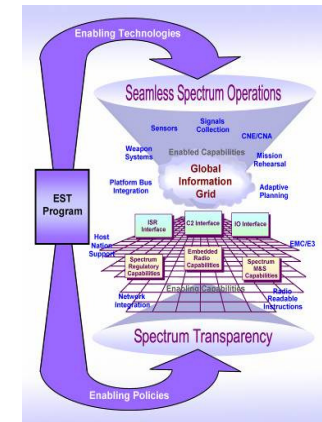 Enabling Technologies
Seamless Spectrum Operations
Signals
Collection
Sensors
CNE/CNA
Weapon
Systems
Enabled Capabilities
Mission
Rehearsal
Global
Information
Grid
Platform Bus
Integration
Adaptive
Planning
EST
Program
ISR
Interface
C2 Interface
IO Interface
Host
Nation
Support
EMC/E3
Spectrum
Regulatory
Capabilities
Embedded
Radio
Capabilities
Spectrum
M&S
Capabilities
Enabling Capabilities
Network
Integration
Radio
Readable
Instructions
Spectrum Transparency
Enabling Policies